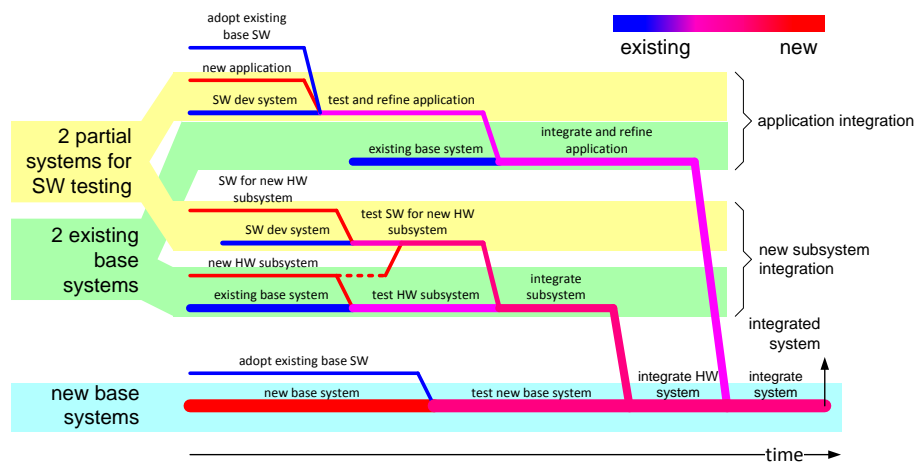 adopt existing
base SW
existing
new
new application
SW dev system
test and refine application
application integration
2 partial
systems for
SW testing
integrate and refine
application
existing base system
SW for new HW
subsystem
test SW for new HW
subsystem
SW dev system
2 existing
base
systems
new subsystem
integration
new HW subsystem
existing base system
test HW subsystem
integrate
subsystem
integrated
system
adopt existing base SW
new base
systems
new base system
test new base system
integrate HW
system
integrate
system
time